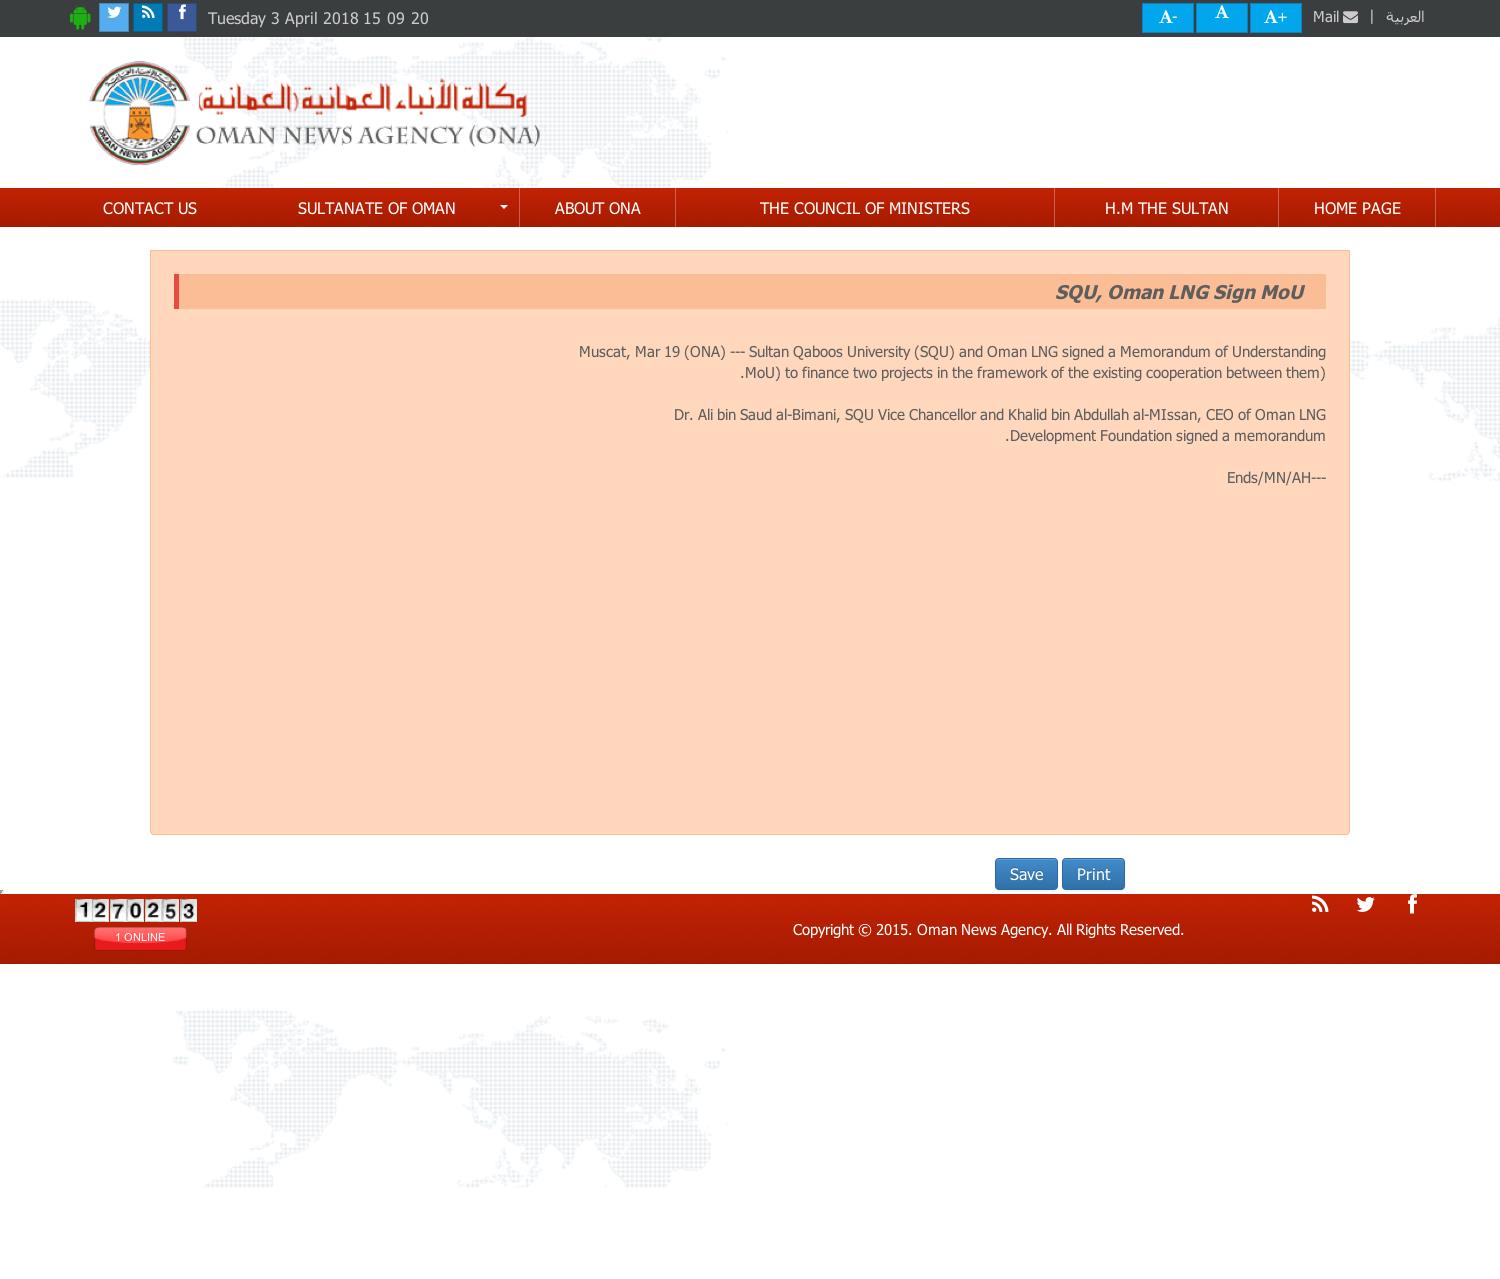 Tuesday 3 April 2018 15 09 20
A-
A
A+
Mail
|
العربية
وكالة الأنباء العمانية (العمانية)
OMAN NEWS AGENCY (ONA)
OMAN NEWS AGENCY
CONTACT US
SULTANATE OF OMAN
ABOUT ONA
THE COUNCIL OF MINISTERS
H.M THE SULTAN
HOME PAGE
SQU, Oman LNG Sign MoU
Muscat, Mar 19 (ONA) --- Sultan Qaboos University (SQU) and Oman LNG signed a Memorandum of Understanding
.MoU) to finance two projects in the framework of the existing cooperation between them)
Dr. Ali bin Saud al-Bimani, SQU Vice Chancellor and Khalid bin Abdullah al-MIssan, CEO of Oman LNG
.Development Foundation signed a memorandum
Ends/MN/AH---
Save
Print
1270253
1 ONLINE
Copyright © 2015. Oman News Agency. All Rights Reserved.